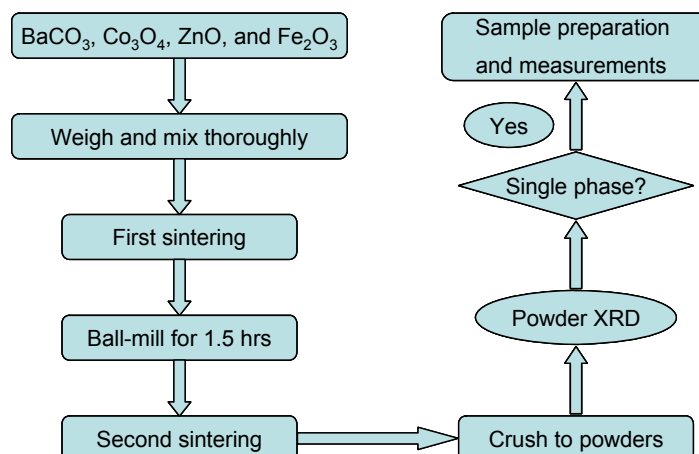 BaCO₃, Co₃O₄, ZnO, and Fe₂O₃
Weigh and mix thoroughly
First sintering
Ball-mill for 1.5 hrs
Second sintering
Crush to powders
Powder XRD
Single phase?
Yes
Sample preparation
and measurements